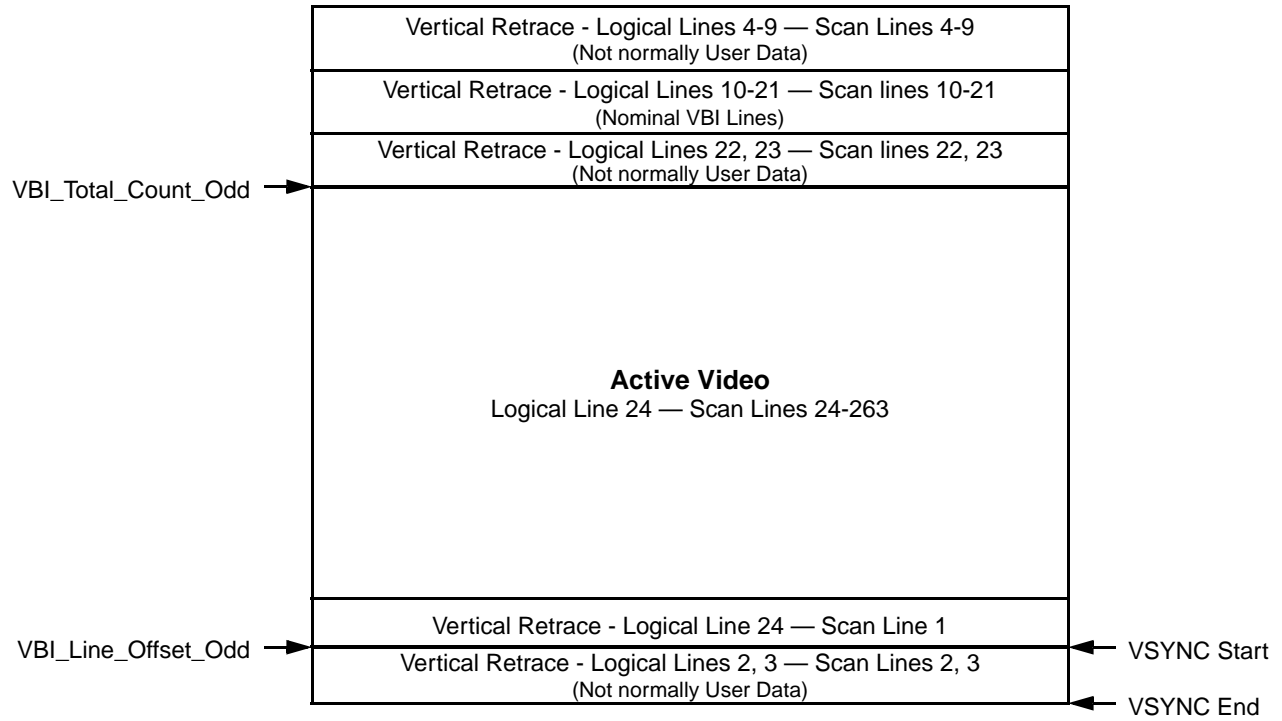 Vertical Retrace - Logical Lines 4-9 — Scan Lines 4-9
(Not normally User Data)
Vertical Retrace - Logical Lines 10-21 — Scan lines 10-21
(Nominal VBI Lines)
Vertical Retrace - Logical Lines 22, 23 — Scan lines 22, 23
(Not normally User Data)
VBI_Total_Count_Odd
Active Video
Logical Line 24 — Scan Lines 24-263
Vertical Retrace - Logical Line 24 — Scan Line 1
VBI_Line_Offset_Odd
VSYNC Start
Vertical Retrace - Logical Lines 2, 3 — Scan Lines 2, 3
(Not normally User Data)
VSYNC End